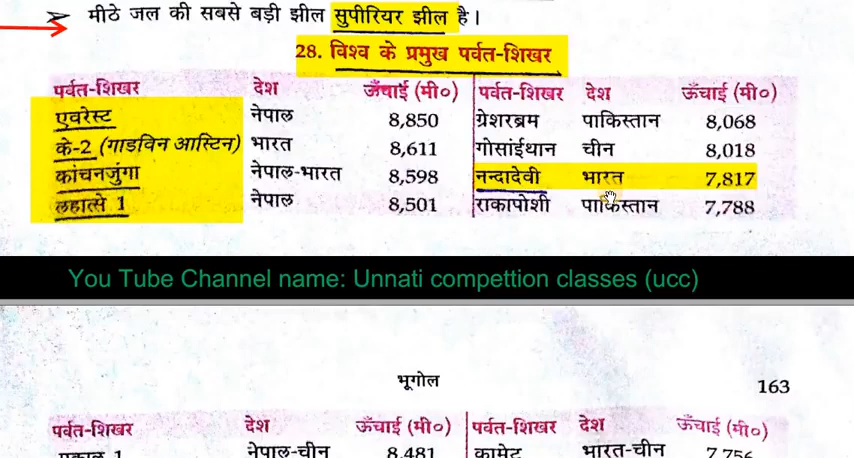 ➢ मीठे जल की सबसे बड़ी झील सुपीरियर झील है।
28. विश्व के प्रमुख पर्वत-शिखर
पर्वत-शिखर देश ऊँचाई (मी०) पर्वत-शिखर देश ऊँचाई (मी०)
एवरेस्ट नेपाल 8,850 ग्रेशरब्रम पाकिस्तान 8,068
के-2 (गाडविन आस्टिन) भारत 8,611 गोसांईथान चीन 8,018
कांचनजुंगा नेपाल-भारत 8,598 नन्दादेवी भारत 7,817
लहात्से 1 नेपाल 8,501 राकापोशी पाकिस्तान 7,788
You Tube Channel name: Unnati compettion classes (ucc)
भूगोल 163
पर्वत-शिखर देश ऊँचाई (मी०) पर्वत-शिखर देश ऊँचाई (मी०)
नेपाल-चीन 8,481 कामेट भारत-चीन 7,756